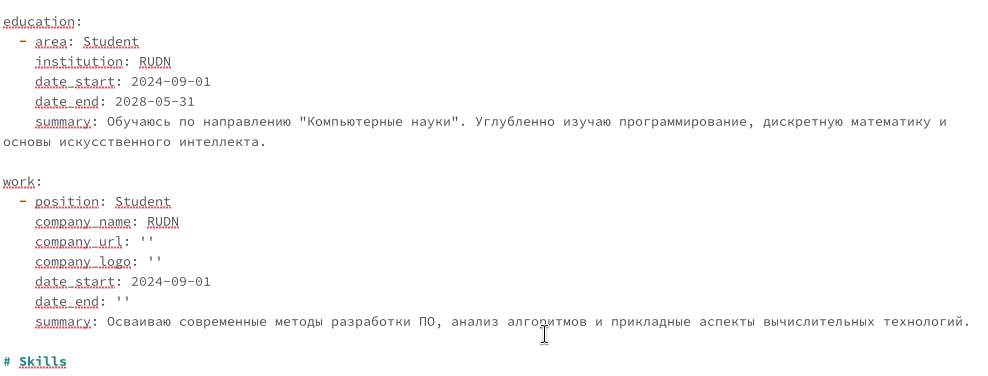 education:
  - area: Student
    institution: RUDN
    date_start: 2024-09-01
    date_end: 2028-05-31
    summary: Обучаюсь по направлению "Компьютерные науки". Углубленно изучаю программирование, дискретную математику и
основы искусственного интеллекта.

work:
  - position: Student
    company_name: RUDN
    company_url: ''
    company_logo: ''
    date_start: 2024-09-01
    date_end: ''
    summary: Осваиваю современные методы разработки ПО, анализ алгоритмов и прикладные аспекты вычислительных технологий.

# Skills